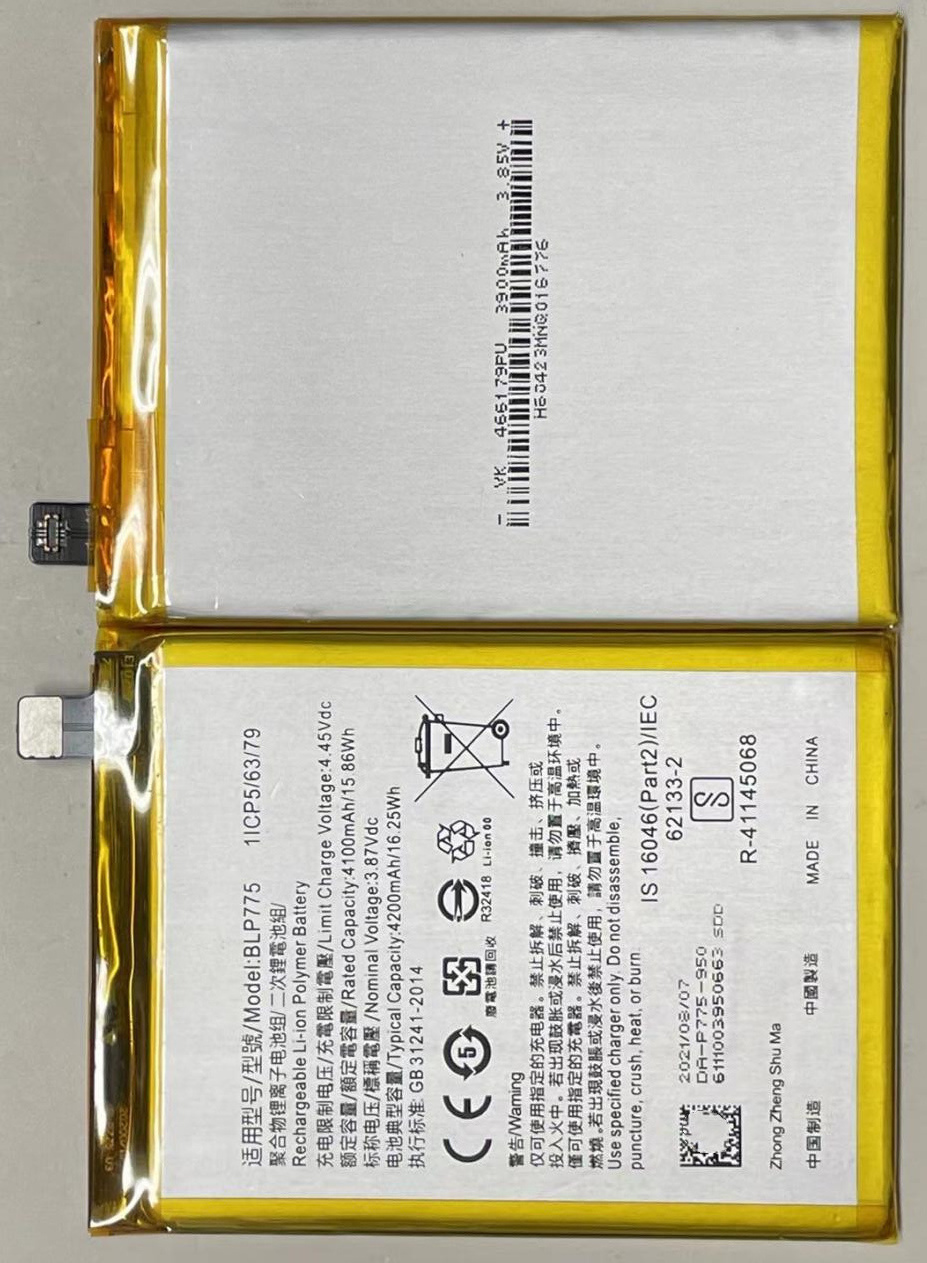 适用型号/型號/Model:BLP775 1ICP5/63/79
聚合物锂离子电池组/二次鋰電池組/
Rechargeable Li-ion Polymer Battery
充电限制电压/充電限制電壓/Limit Charge Voltage:4.45Vdc
额定容量/額定電容量/Rated Capacity:4100mAh/15.86Wh
标称电压/標稱電壓 /Nominal Voltage:3.87Vdc
电池典型容量/Typical Capacity:4200mAh/16.25Wh
执行标准:GB31241-2014
CE 5
廢電池請回收
R32418 Li-ion 00
警告/Warning
仅可使用指定的充电器。禁止拆解、刺破、撞击、挤压或
投入火中。若出现鼓胀或浸水后禁止使用，请勿置于高温环境中。
僅可使用指定的充電器。禁止拆解、刺破、擠壓、加熱或
燃燒。若出現鼓脹或浸水後禁止使用，請勿置于高溫環境中。
Use specified charger only. Do not disassemble,
puncture, crush, heat, or burn.
IS 16046(Part2)/IEC
62133-2
S
R-41145068
2021/08/07
DA-P775-950
6111003950663 SDD
Zhong Zheng Shu Ma
中国制造 中國製造 MADE IN CHINA
- VK 466179PU 3900mAh 3.85V +
H60423MNG016776